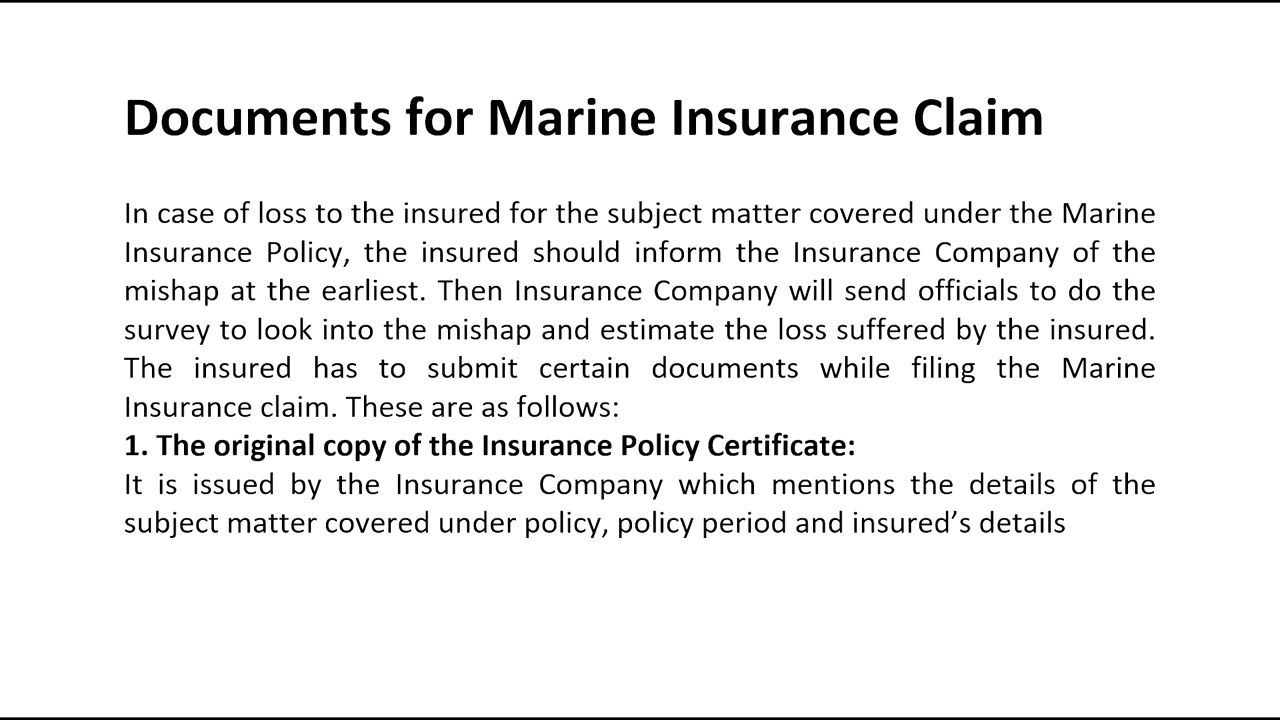 Documents for Marine Insurance Claim
In case of loss to the insured for the subject matter covered under the Marine
Insurance Policy, the insured should inform the Insurance Company of the
mishap at the earliest. Then Insurance Company will send officials to do the
survey to look into the mishap and estimate the loss suffered by the insured.
The insured has to submit certain documents while filing the Marine
Insurance claim. These are as follows:
1. The original copy of the Insurance Policy Certificate:
It is issued by the Insurance Company which mentions the details of the
subject matter covered under policy, policy period and insured’s details